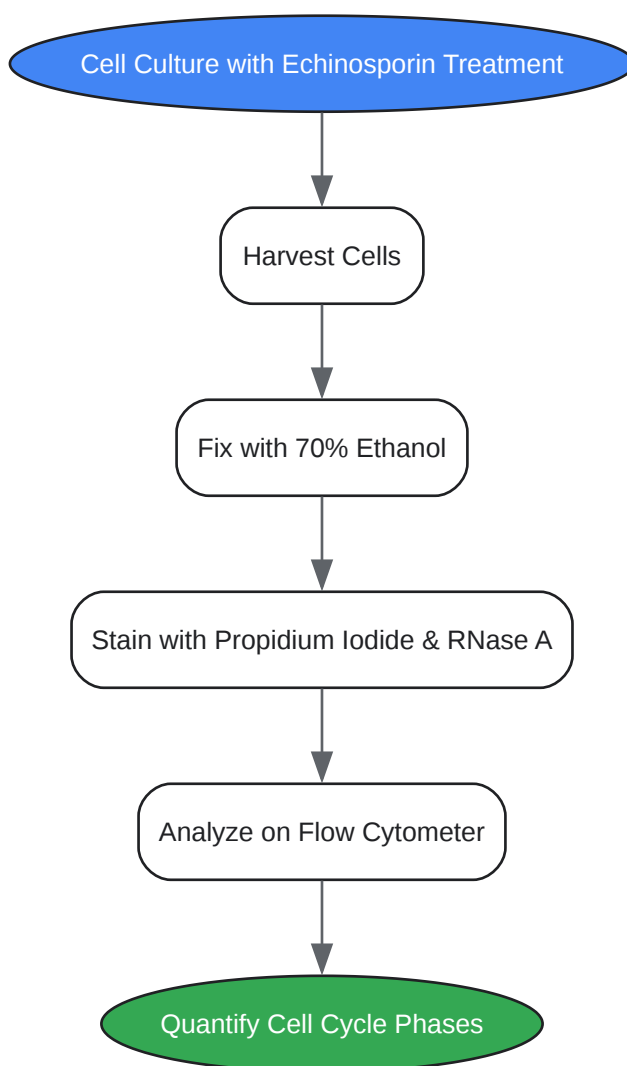 Cell Culture with Echinosporin Treatment
Harvest Cells
Fix with 70% Ethanol
Stain with Propidium Iodide & RNase A
Analyze on Flow Cytometer
Quantify Cell Cycle Phases